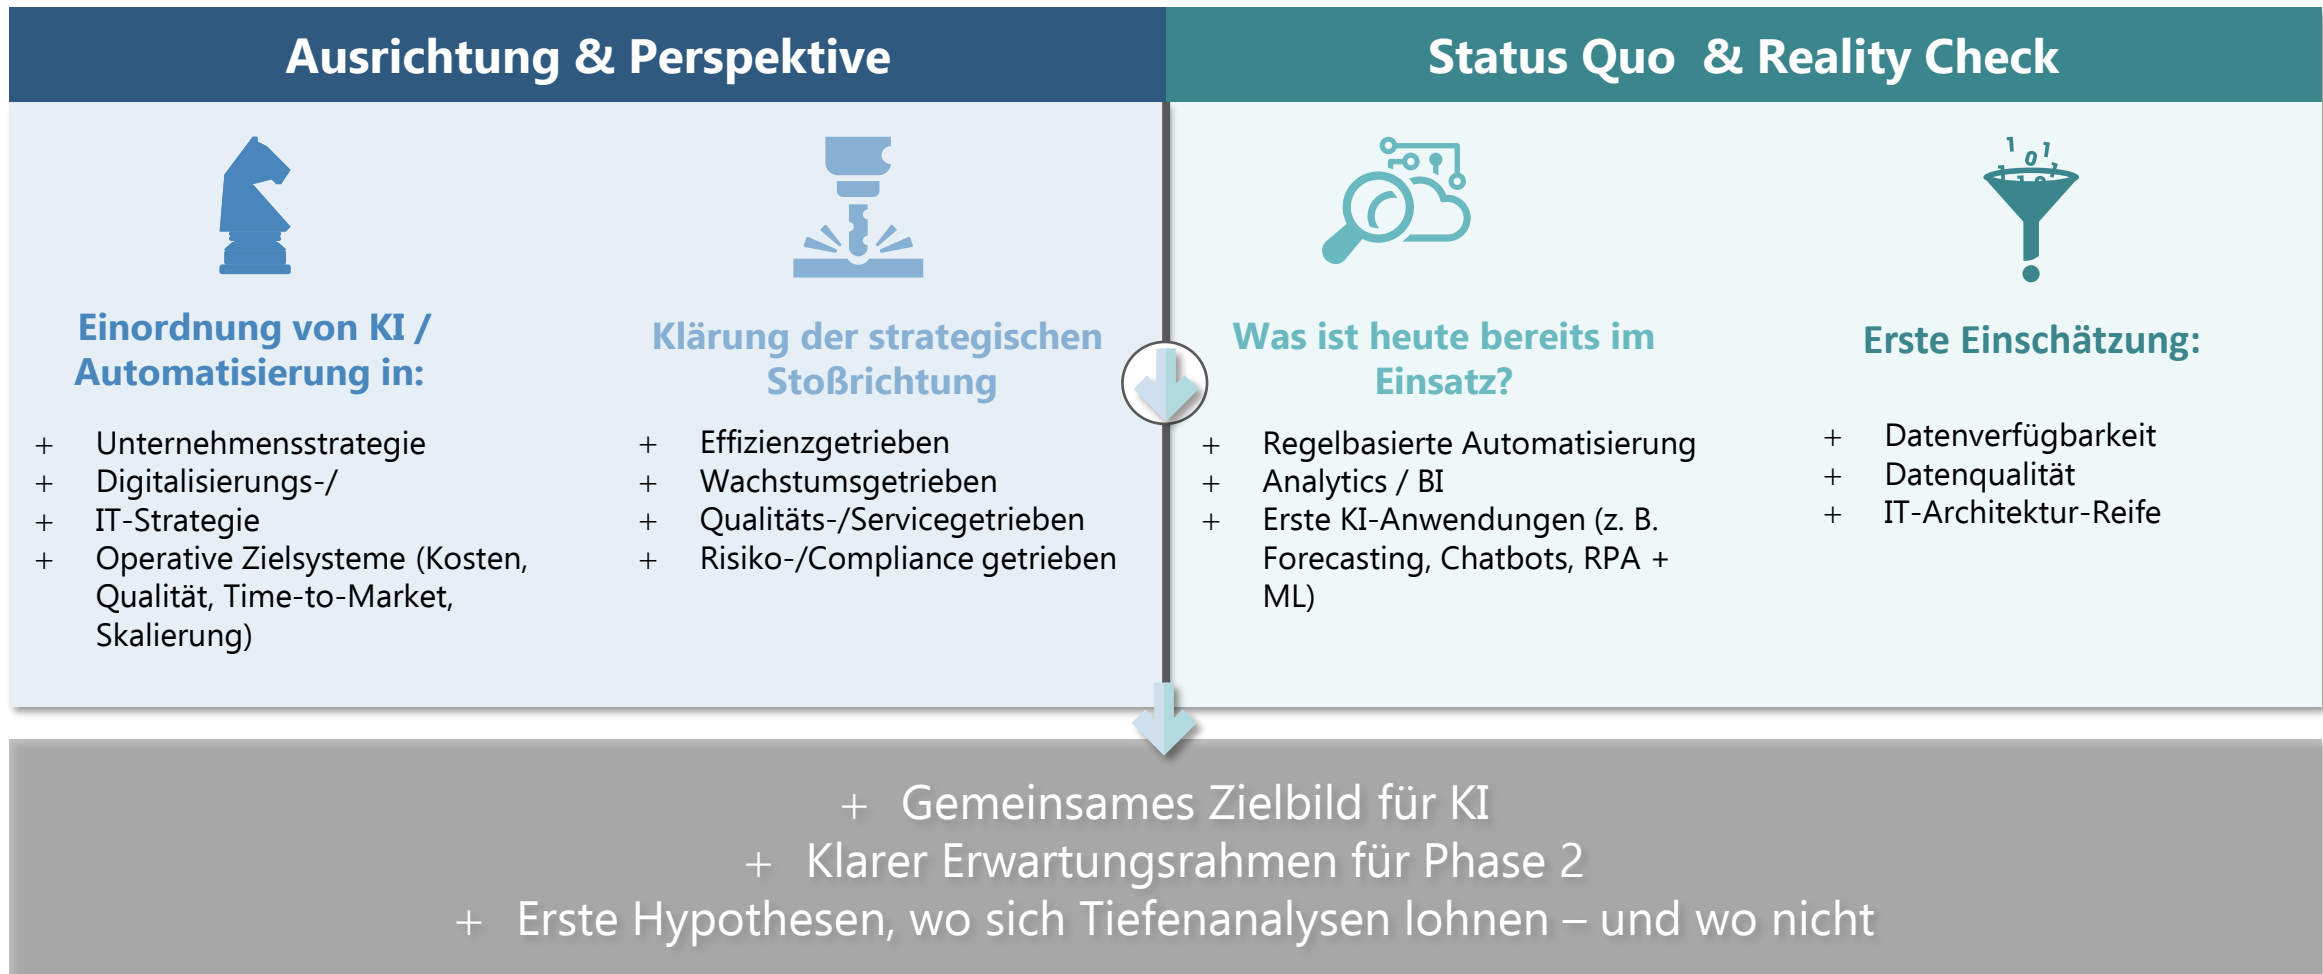 Ausrichtung & Perspektive
Status Quo & Reality Check
Einordnung von KI /
Automatisierung in:
+ Unternehmensstrategie
+ Digitalisierungs-/
+ IT-Strategie
+ Operative Zielsysteme (Kosten,
Qualität, Time-to-Market,
Skalierung)
Klärung der strategischen
Stoßrichtung
+ Effizienzgetrieben
+ Wachstumsgetrieben
+ Qualitäts-/Servicegetrieben
+ Risiko-/Compliance getrieben
Was ist heute bereits im
Einsatz?
+ Regelbasierte Automatisierung
+ Analytics / BI
+ Erste KI-Anwendungen (z. B.
Forecasting, Chatbots, RPA +
ML)
1 0 1
Erste Einschätzung:
+ Datenverfügbarkeit
+ Datenqualität
+ IT-Architektur-Reife
+ Gemeinsames Zielbild für KI
+ Klarer Erwartungsrahmen für Phase 2
+ Erste Hypothesen, wo sich Tiefenanalysen lohnen – und wo nicht